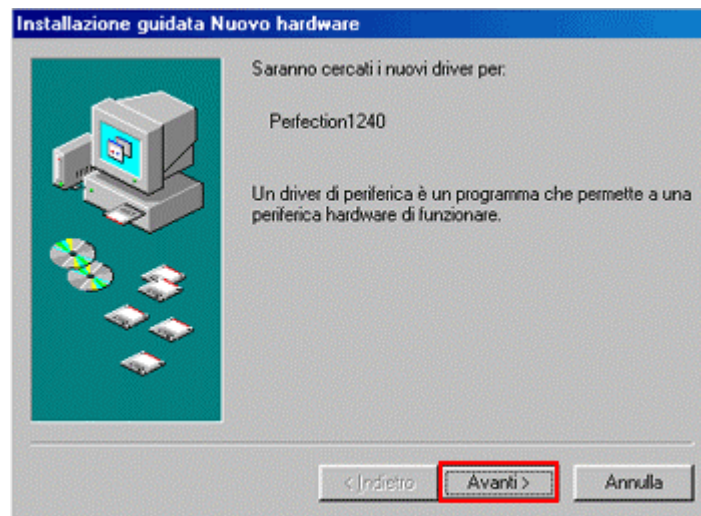 Installazione guidata Nuovo hardware
Saranno cercati i nuovi driver per:
Perfection1240
Un driver di periferica è un programma che permette a una
periferica hardware di funzionare.
< Indietro
Avanti >
Annulla